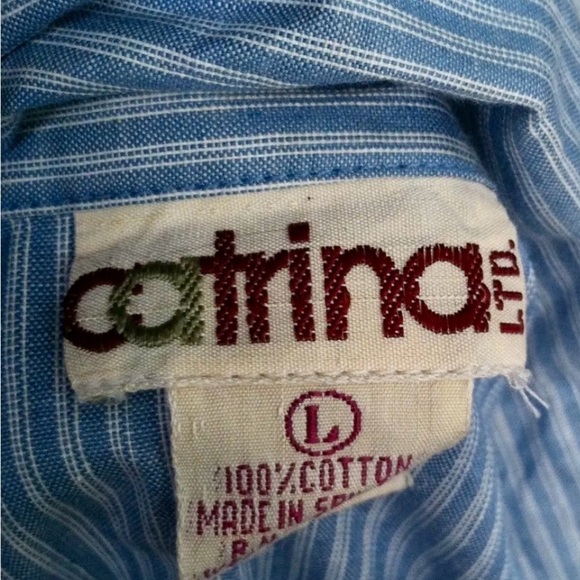 catrina
LTD.
L
100% COTTON
MADE IN